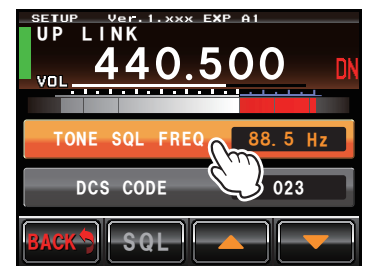 SETUP Ver.1.xxx EXP A1
UP LINK
440.500
VOL
DN
TONE SQL FREQ 88.5 Hz
DCS CODE 023
BACK SQL